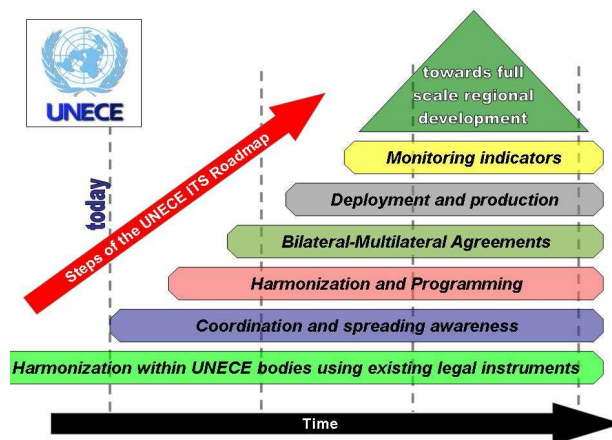 UNECE
towards full
scale regional
development
Monitoring indicators
Deployment and production
Bilateral-Multilateral Agreements
Harmonization and Programming
Coordination and spreading awareness
Harmonization within UNECE bodies using existing legal instruments
Steps of the UNECE ITS Roadmap
today
Time